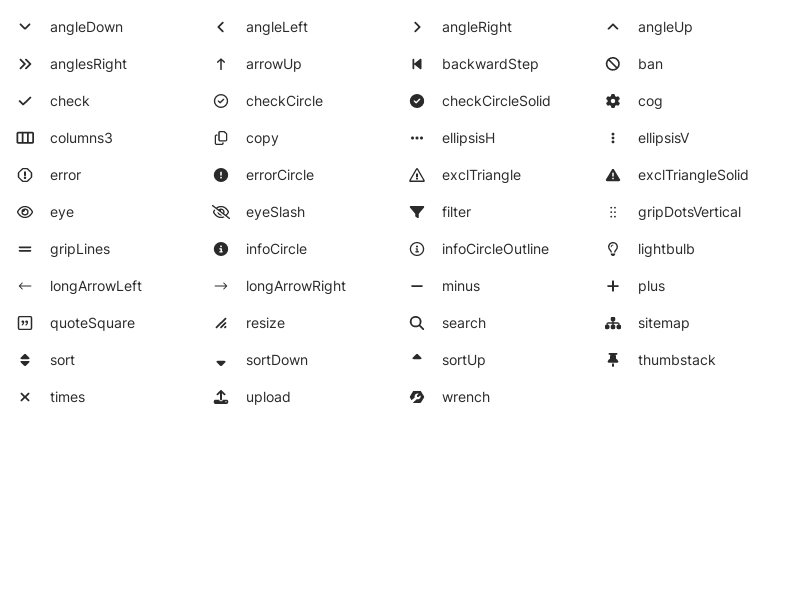 angleDown angleLeft angleRight angleUp
anglesRight arrowUp backwardStep ban
check checkCircle checkCircleSolid cog
columns3 copy ellipsisH ellipsisV
error errorCircle exclTriangle exclTriangleSolid
eye eyeSlash filter gripDotsVertical
gripLines infoCircle infoCircleOutline lightbulb
longArrowLeft longArrowRight minus plus
quoteSquare resize search sitemap
sort sortDown sortUp thumbstack
times upload wrench